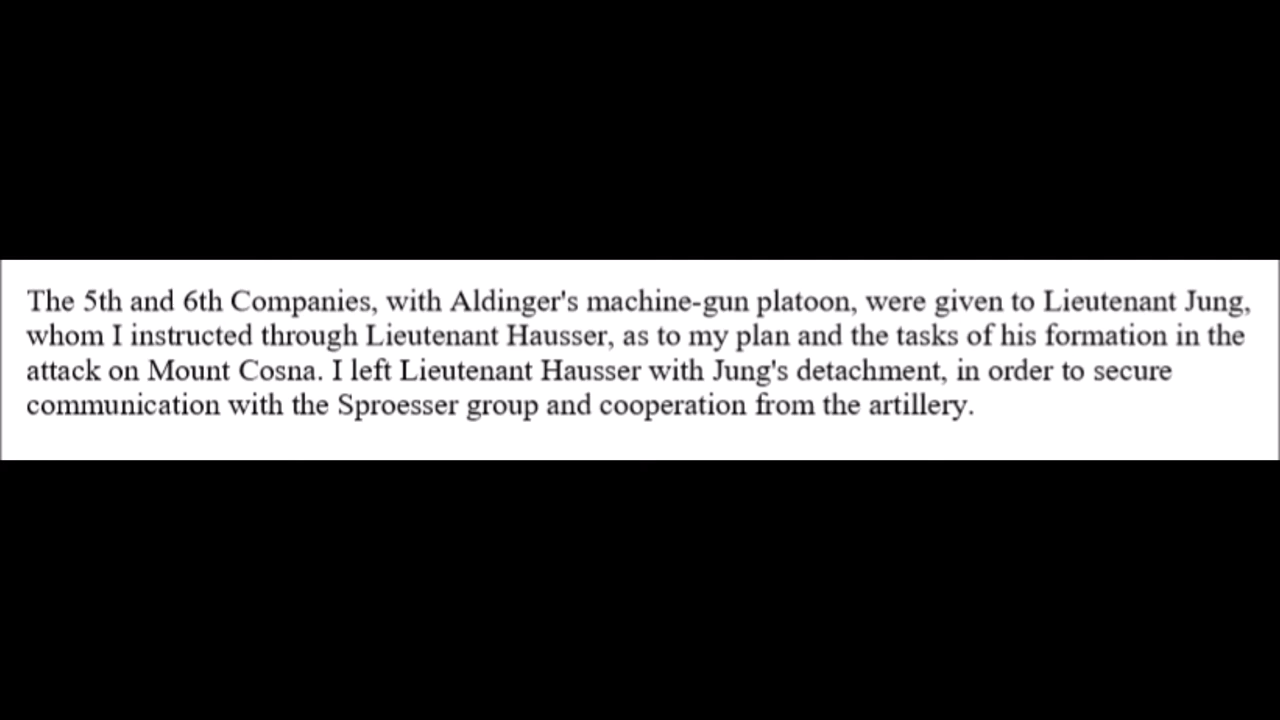 The 5th and 6th Companies, with Aldinger's machine-gun platoon, were given to Lieutenant Jung,
whom I instructed through Lieutenant Hausser, as to my plan and the tasks of his formation in the
attack on Mount Cosna. I left Lieutenant Hausser with Jung's detachment, in order to secure
communication with the Sproesser group and cooperation from the artillery.